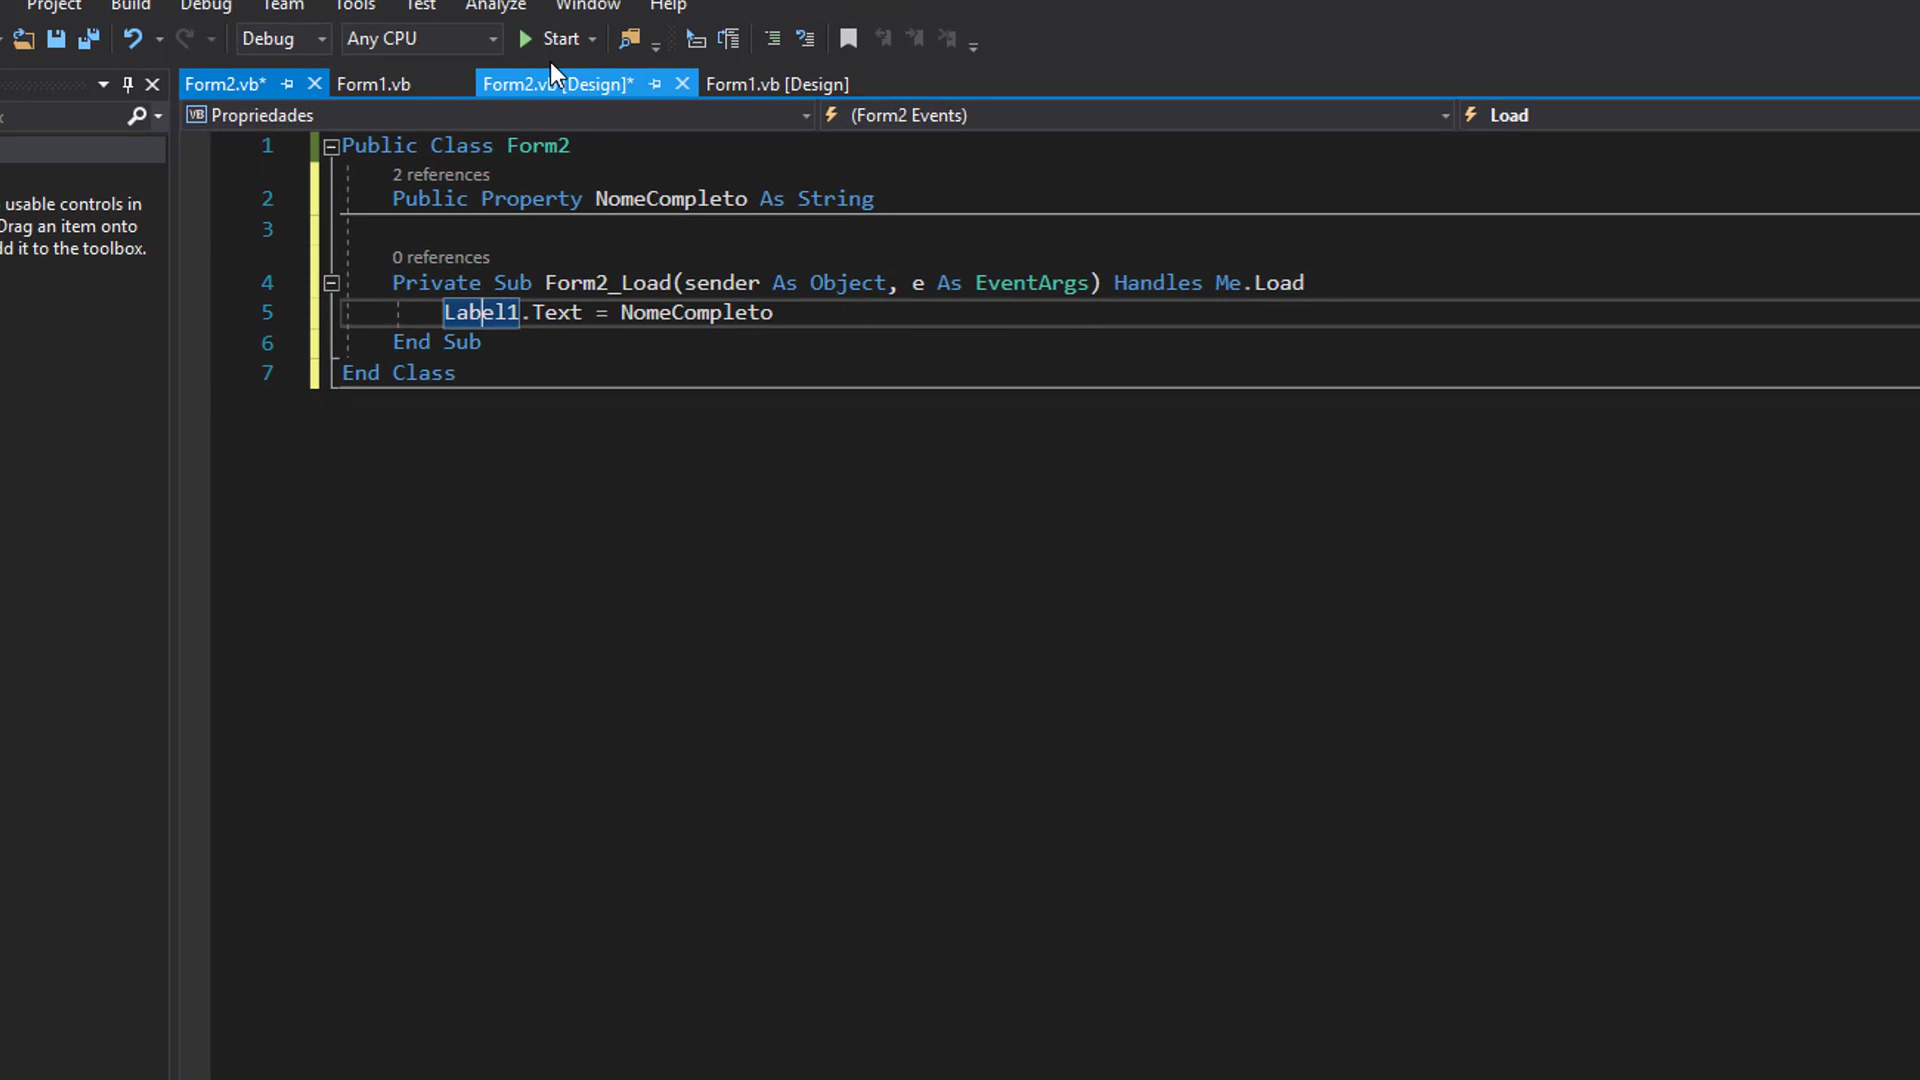 Project Build Debug Team Tools Test Analyze Window Help
Debug Any CPU Start
Form2.vb* Form1.vb Form2.vb [Design]* Form1.vb [Design]
Propriedades (Form2 Events) Load
usable controls in
Drag an item onto
dd it to the toolbox.
1 Public Class Form2
2 references
2 Public Property NomeCompleto As String
3
0 references
4 Private Sub Form2_Load(sender As Object, e As EventArgs) Handles Me.Load
5 Label1.Text = NomeCompleto
6 End Sub
7 End Class